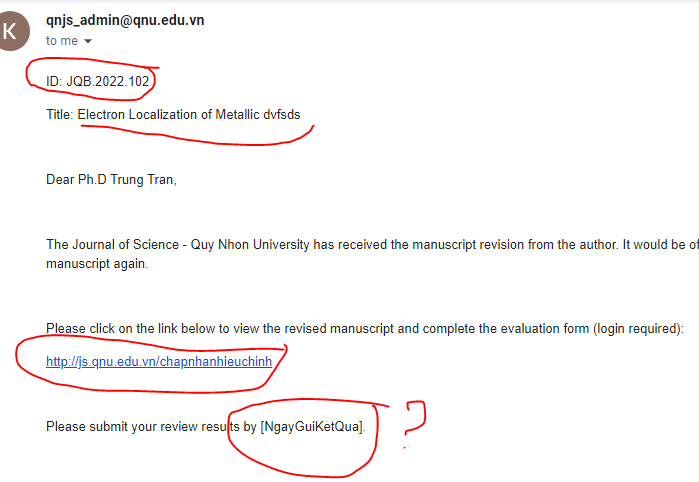 K
qnjs_admin@qnu.edu.vn
to me
ID: JQB.2022.102
Title: Electron Localization of Metallic dvfsds
Dear Ph.D Trung Tran,
The Journal of Science - Quy Nhon University has received the manuscript revision from the author. It would be of
manuscript again.
Please click on the link below to view the revised manuscript and complete the evaluation form (login required):
http://js.qnu.edu.vn/chapnhanhieuchinh
Please submit your review results by [NgayGuiKetQua].
?